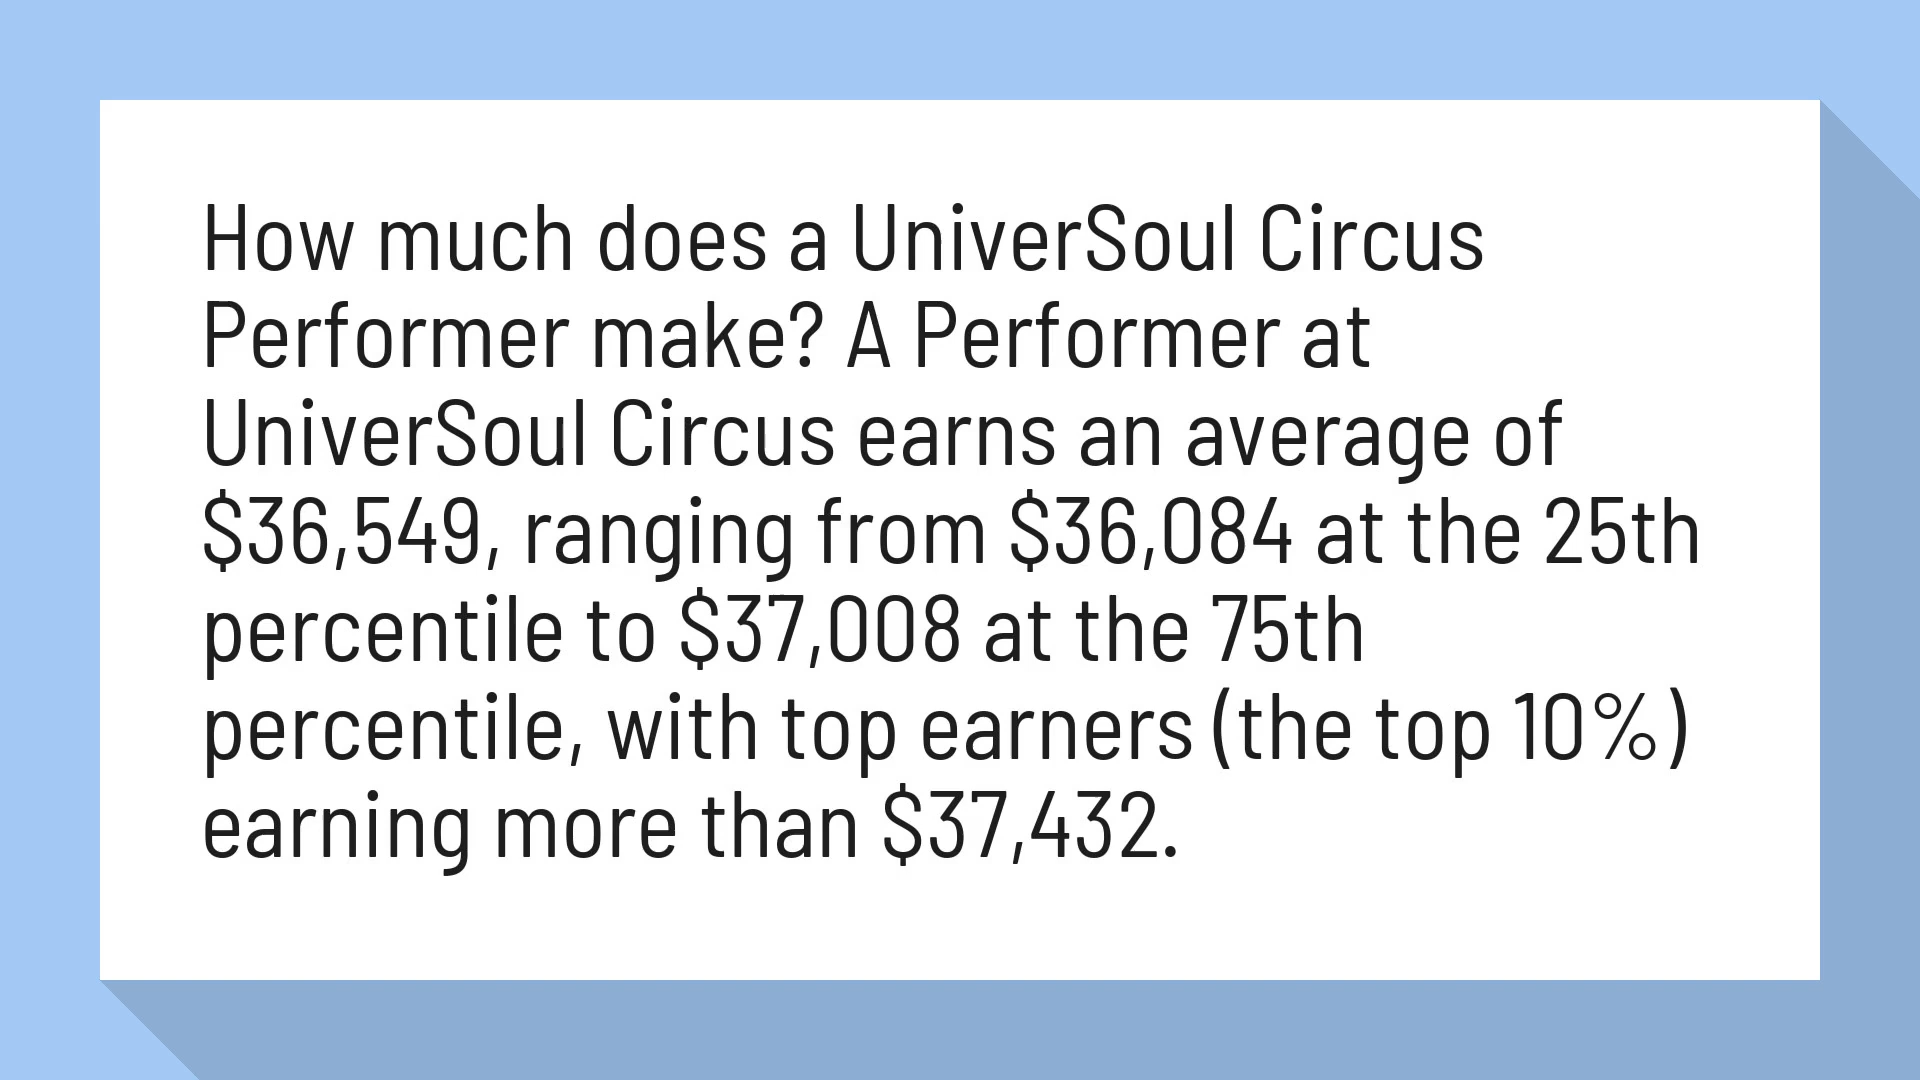 How much does a UniverSoul Circus
Performer make? A Performer at
UniverSoul Circus earns an average of
$36,549, ranging from $36,084 at the 25th
percentile to $37,008 at the 75th
percentile, with top earners (the top 10%)
earning more than $37,432.